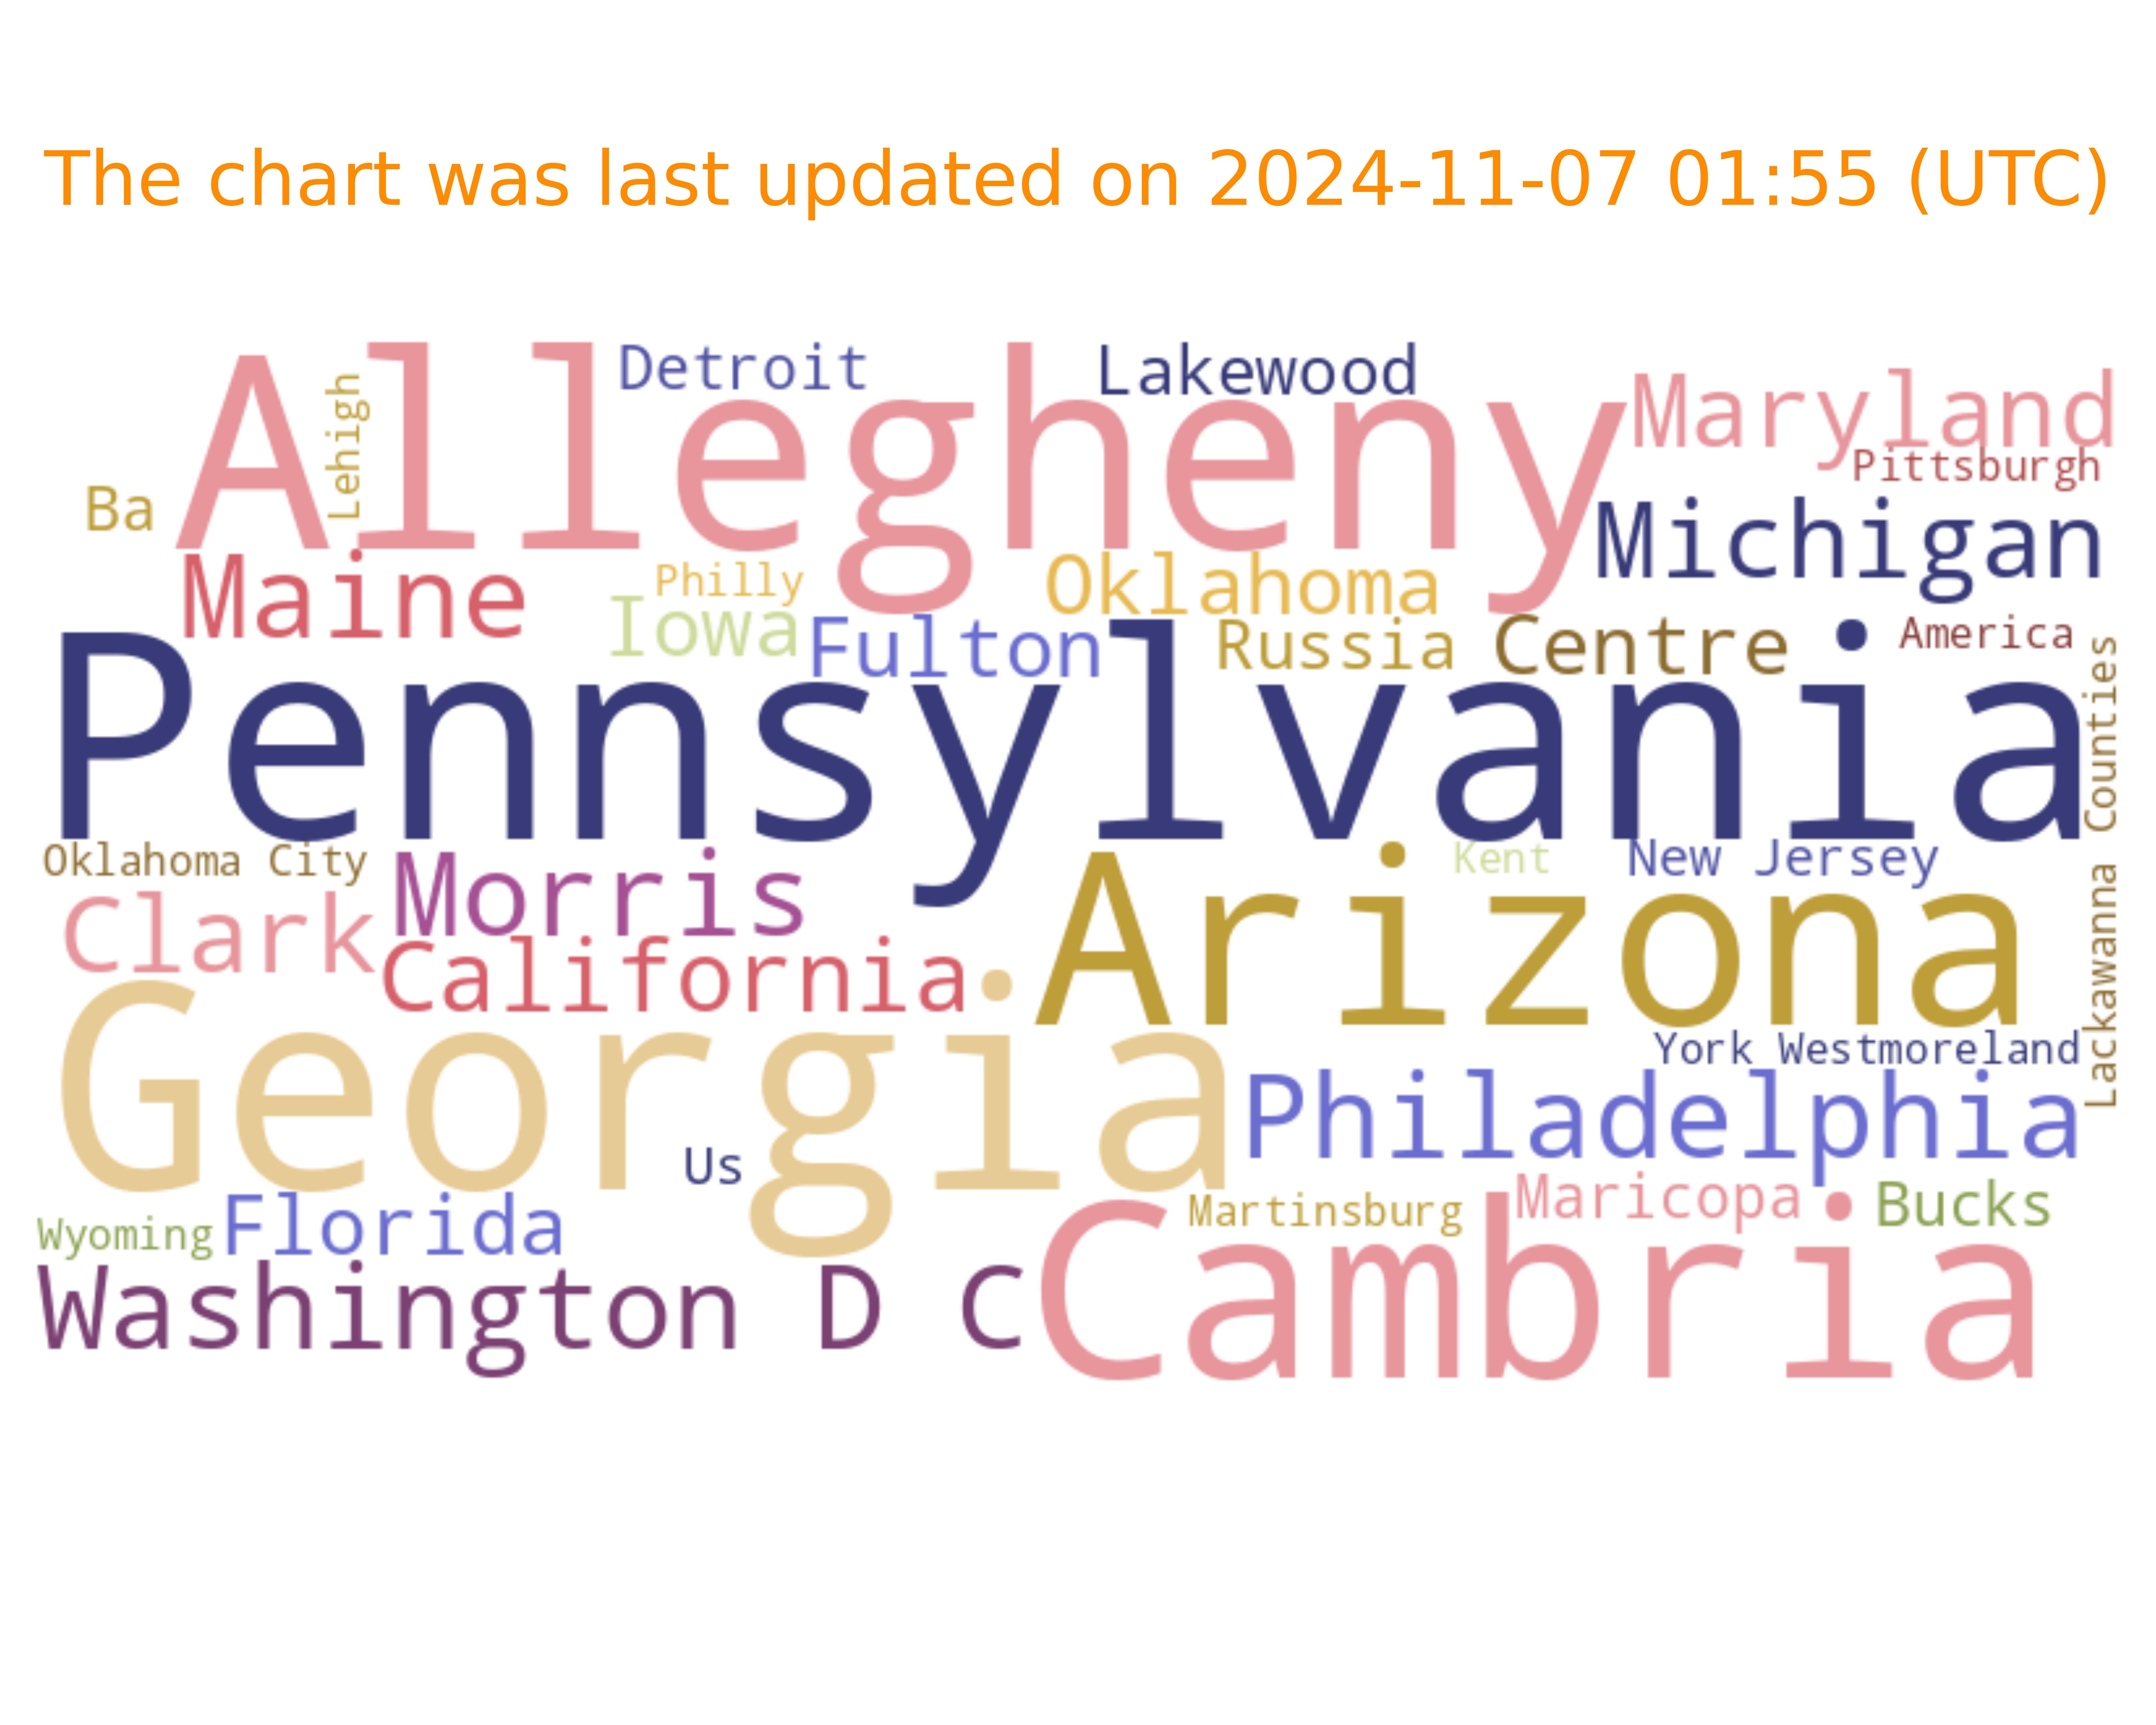 The chart was last updated on 2024-11-07 01:55 (UTC)
Detroit
Lakewood
Allegheny
Lehigh
Maryland
Pittsburgh
Ba
Michigan
Maine
Philly
Oklahoma
Iowa
Fulton
Russia
Centre
America
Pennsylvania
Lackawanna Counties
Oklahoma City
Morris
Kent
New Jersey
Clark
Arizona
California
Georgia
York Westmoreland
Philadelphia
Us
Wyoming
Florida
Martinsburg
Maricopa
Bucks
Washington D C
Cambria